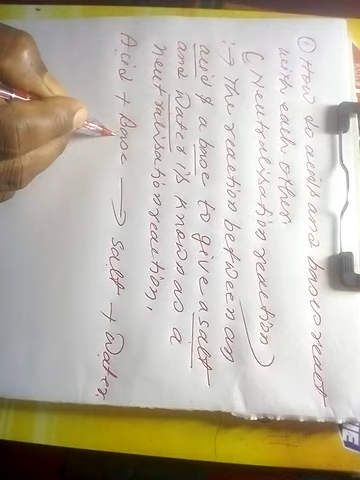 ① How do acids and bases react
with each other
(Neutralisation reaction)
:→ The reaction between an
acid & a base to give a salt
and water is known as a
neutralisation reaction,
Acid + Base → Salt + Water